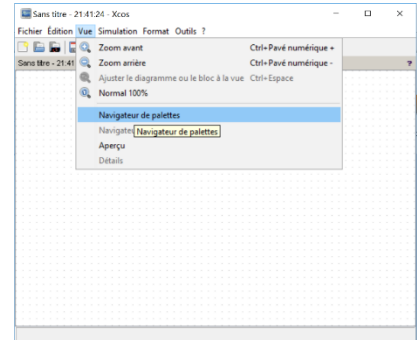 Sans titre - 21:41:24 - Xcos
Fichier Édition Vue Simulation Format Outils ?
Sans titre - 21:41
?
Zoom avant Ctrl+Pavé numérique +
Zoom arrière Ctrl+Pavé numérique -
Ajuster le diagramme ou le bloc à la vue Ctrl+Espace
Normal 100%
Navigateur de palettes
Navigateur de palettes
Aperçu
Détails